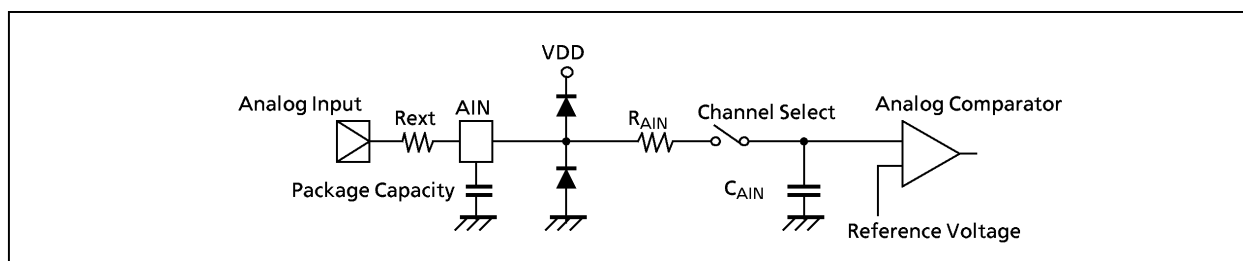 VDD
Analog Input
Rext
AIN
RAIN
Channel Select
Analog Comparator
Package Capacity
CAIN
Reference Voltage